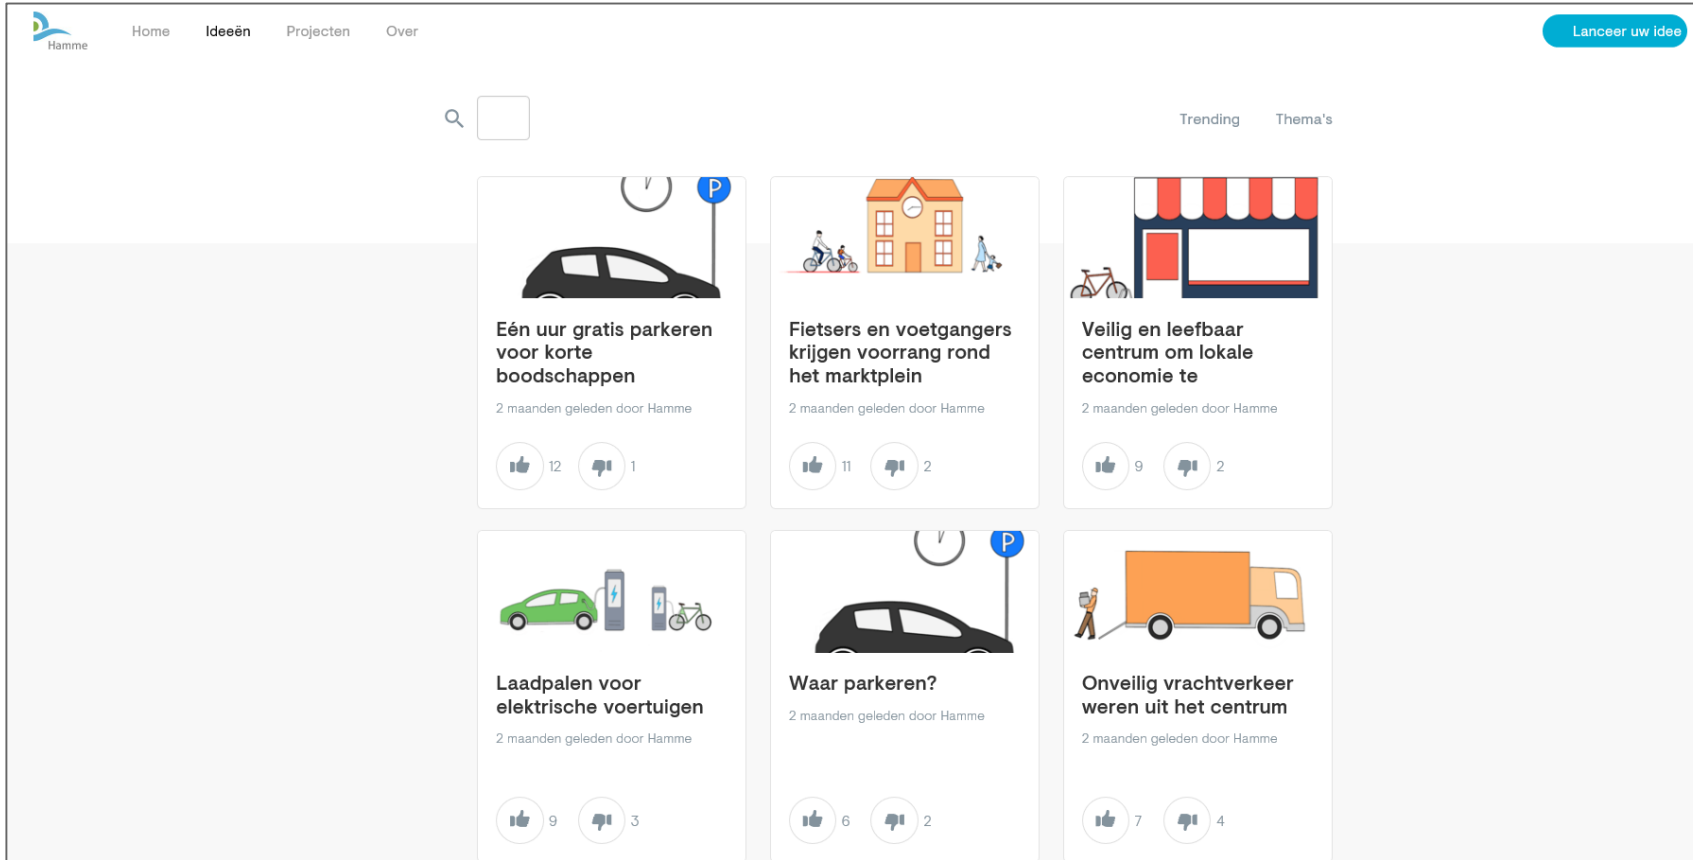 Hamme
Home Ideeën Projecten Over
Lanceer uw idee
Trending Thema's
P
Eén uur gratis parkeren
voor korte
boodschappen
2 maanden geleden door Hamme
12 1
Fietsers en voetgangers
krijgen voorrang rond
het marktplein
2 maanden geleden door Hamme
11 2
Veilig en leefbaar
centrum om lokale
economie te
2 maanden geleden door Hamme
9 2
Laadpalen voor
elektrische voertuigen
2 maanden geleden door Hamme
9 3
P
Waar parkeren?
2 maanden geleden door Hamme
6 2
Onveilig vrachtverkeer
weren uit het centrum
2 maanden geleden door Hamme
7 4